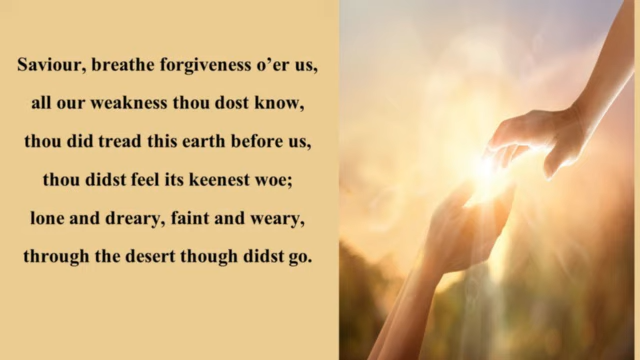 Saviour, breathe forgiveness o’er us,
all our weakness thou dost know,
thou did tread this earth before us,
thou didst feel its keenest woe;
lone and dreary, faint and weary,
through the desert though didst go.